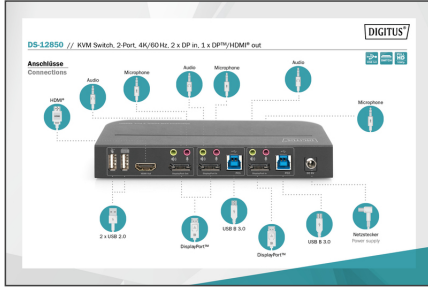 DIGITUS®
DS-12850 // KVM Switch, 2-Port, 4K/60 Hz, 2 x DP in, 1 x DP™/HDMI® out
Anschlüsse
Connections
Audio
Microphone
Audio
Microphone
Audio
HDMI®
Microphone
DIGITUS
2 x USB 2.0
DisplayPort™
USB B 3.0
DisplayPort™
USB B 3.0
Netzstecker
Power supply